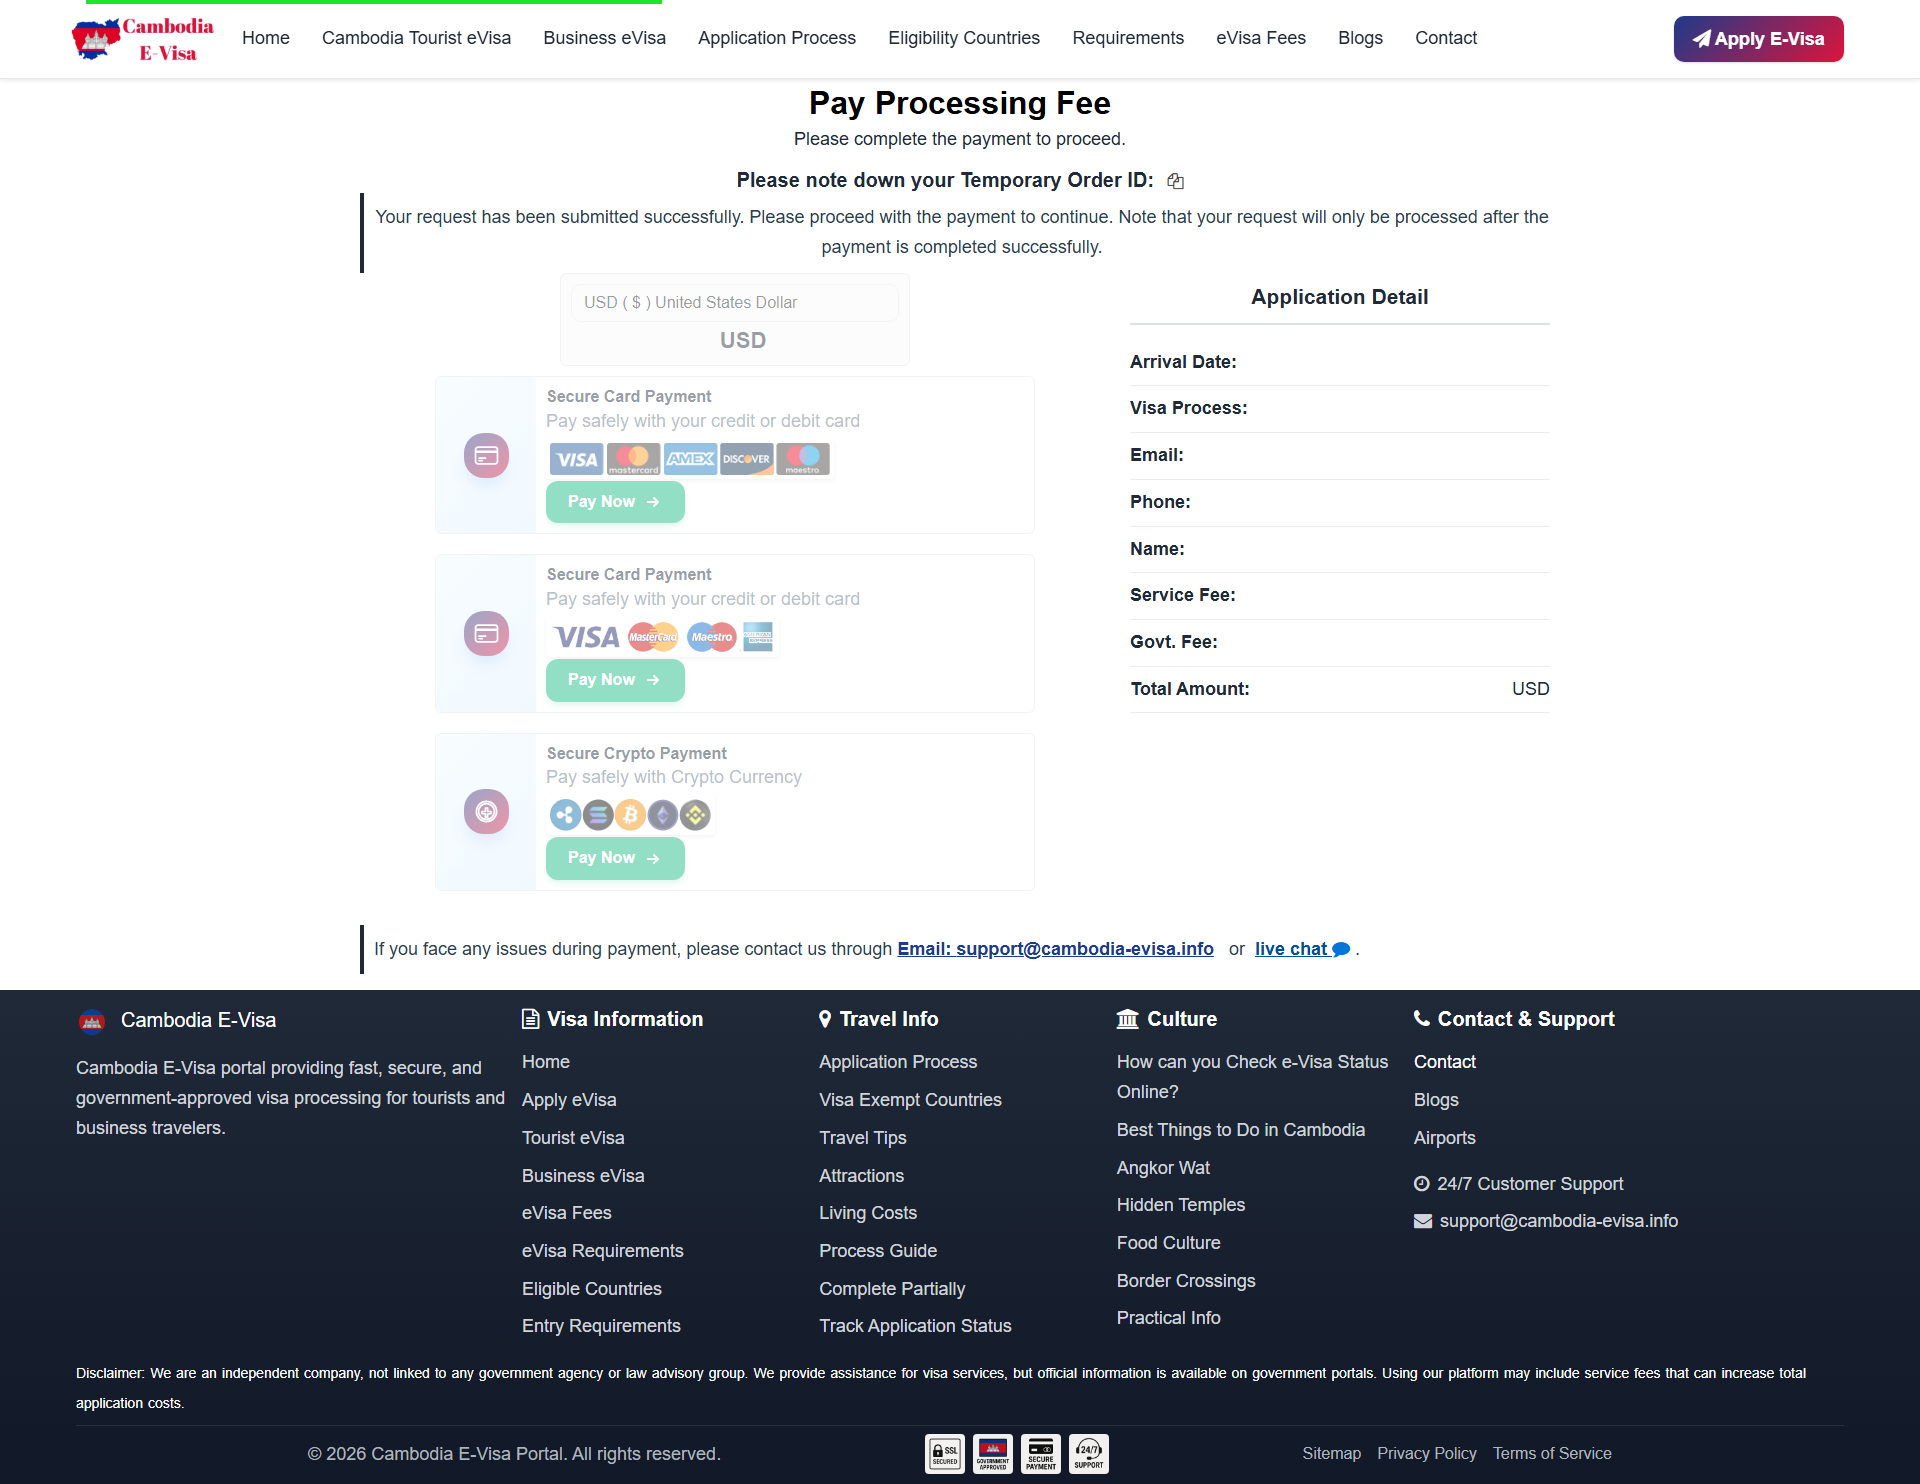 Cambodia
E-Visa
Home
Cambodia Tourist eVisa
Business eVisa
Application Process
Eligibility Countries
Requirements
eVisa Fees
Blogs
Contact
Apply E-Visa
Pay Processing Fee
Please complete the payment to proceed.
Please note down your Temporary Order ID:
Your request has been submitted successfully. Please proceed with the payment to continue. Note that your request will only be processed after the
payment is completed successfully.
USD ( $ ) United States Dollar
USD
Secure Card Payment
Pay safely with your credit or debit card
VISA mastercard AMEX DISCOVER maestro
Pay Now
Secure Card Payment
Pay safely with your credit or debit card
VISA MasterCard Maestro
Pay Now
Secure Crypto Payment
Pay safely with Crypto Currency
Pay Now
Application Detail
Arrival Date:
Visa Process:
Email:
Phone:
Name:
Service Fee:
Govt. Fee:
Total Amount: USD
If you face any issues during payment, please contact us through Email: support@cambodia-evisa.info or live chat .
Cambodia E-Visa
Cambodia E-Visa portal providing fast, secure, and
government-approved visa processing for tourists and
business travelers.
Visa Information
Home
Apply eVisa
Tourist eVisa
Business eVisa
eVisa Fees
eVisa Requirements
Eligible Countries
Entry Requirements
Travel Info
Application Process
Visa Exempt Countries
Travel Tips
Attractions
Living Costs
Process Guide
Complete Partially
Track Application Status
Culture
How can you Check e-Visa Status
Online?
Best Things to Do in Cambodia
Angkor Wat
Hidden Temples
Food Culture
Border Crossings
Practical Info
Contact & Support
Contact
Blogs
Airports
24/7 Customer Support
support@cambodia-evisa.info
Disclaimer: We are an independent company, not linked to any government agency or law advisory group. We provide assistance for visa services, but official information is available on government portals. Using our platform may include service fees that can increase total
application costs.
© 2026 Cambodia E-Visa Portal. All rights reserved.
SSL
SECURED
GOVERNMENT
APPROVED
SECURE
PAYMENT
24/7
SUPPORT
Sitemap
Privacy Policy
Terms of Service